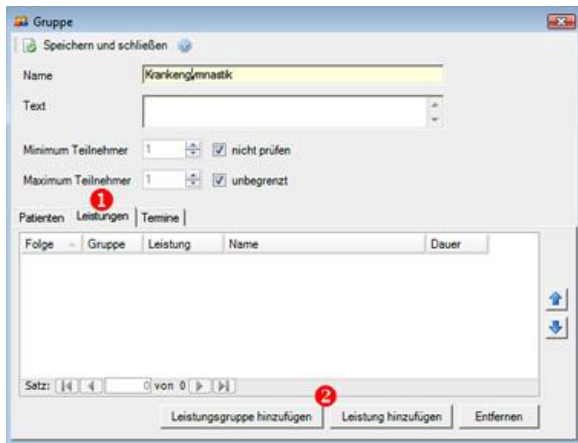 Gruppe
Speichern und schließen
Name Krankengymnastik
Text
Minimum Teilnehmer 1 nicht prüfen
Maximum Teilnehmer 1 unbegrenzt
1
Patienten Leistungen Termine
Folge Gruppe Leistung Name Dauer
Satz: 0 von 0
2
Leistungsgruppe hinzufügen Leistung hinzufügen Entfernen